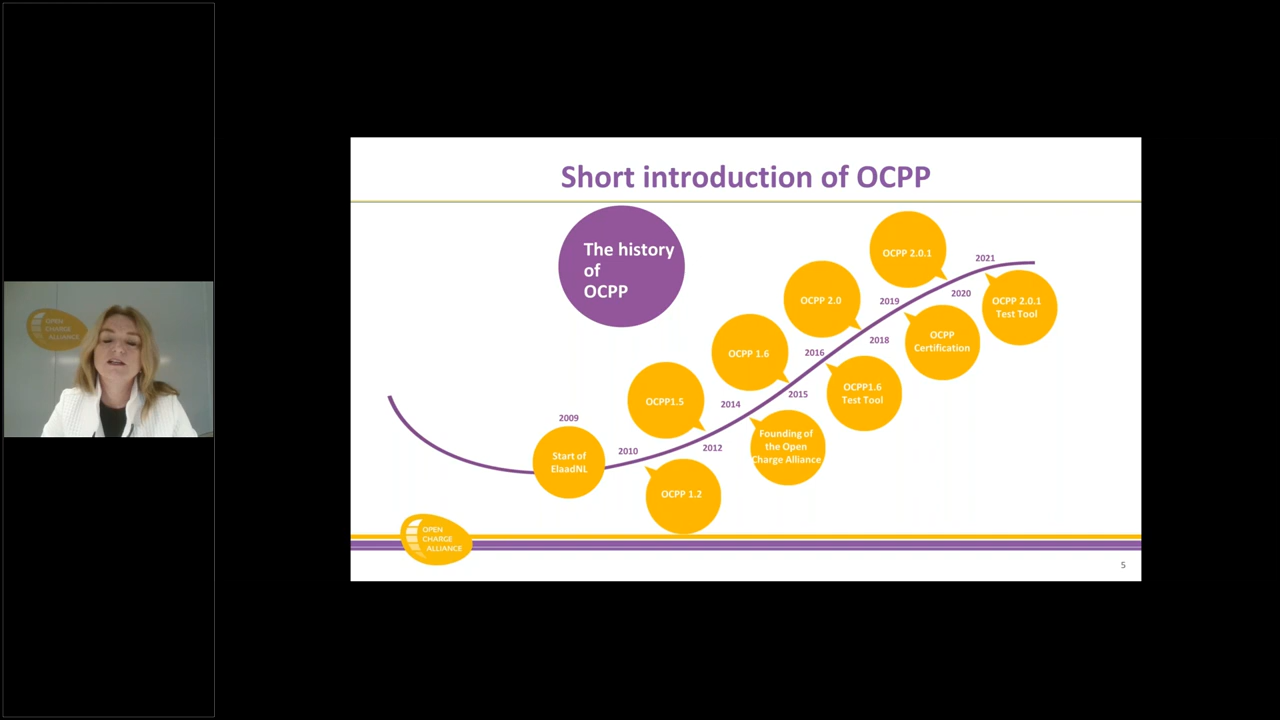 Short introduction of OCPP
The history
of
OCPP
2009
Start of
ElaadNL
2010
OCPP 1.2
OCPP1.5
2012
2014
Founding of
the Open
Charge Alliance
OCPP 1.6
2015
2016
OCPP1.6
Test Tool
OCPP 2.0
2018
2019
OCPP
Certification
OCPP 2.0.1
2020
2021
OCPP 2.0.1
Test Tool
OPEN
CHARGE
ALLIANCE
5
OPEN
CHARGE
ALLIANCE